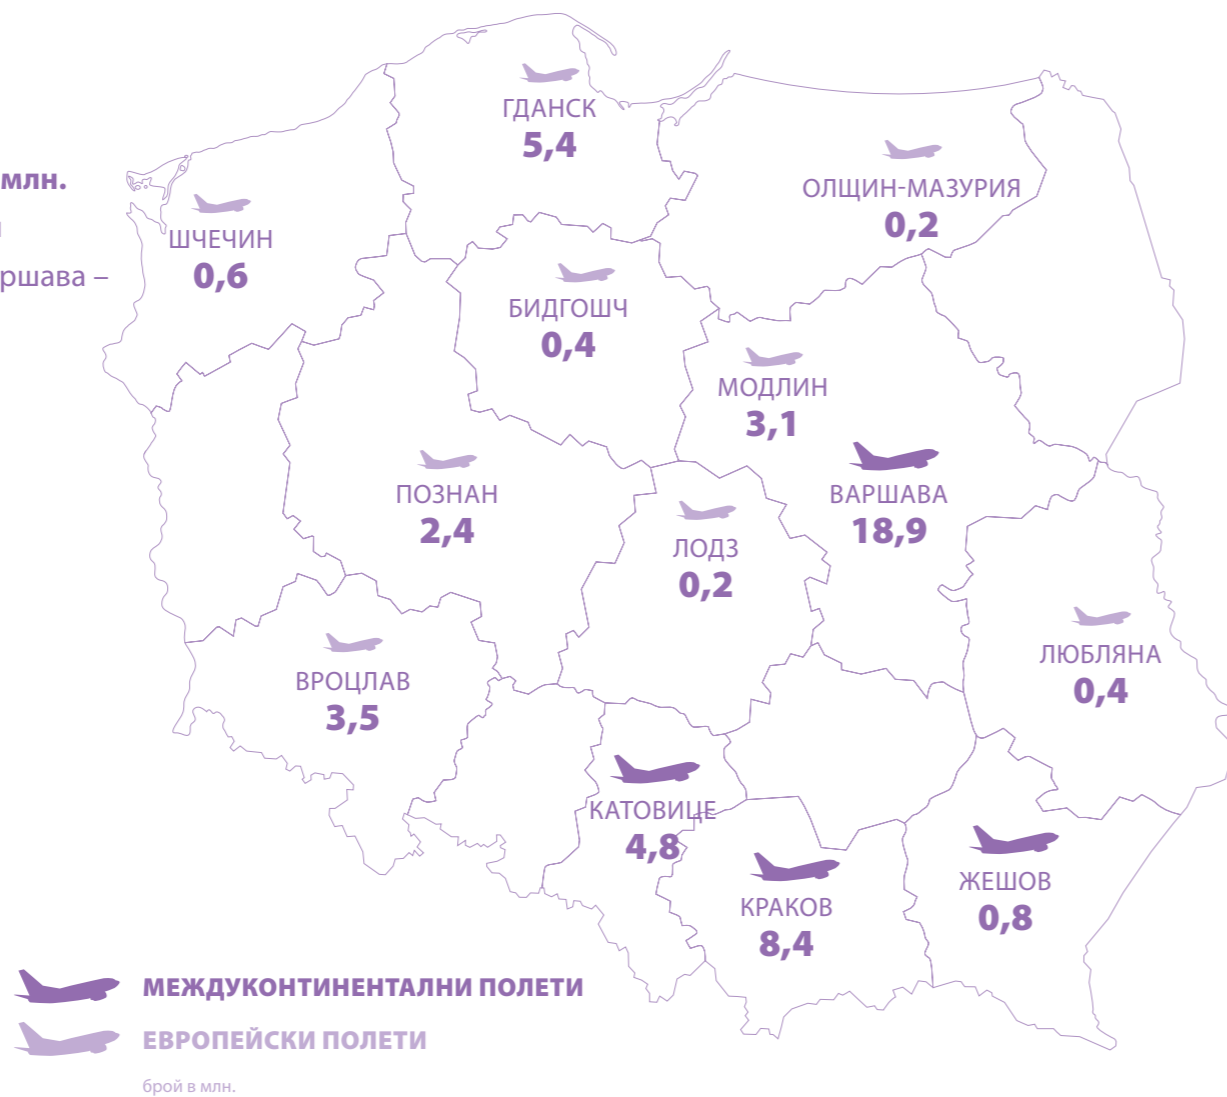 млн.
ршава –
ГДАНСК
5,4
ОЛЩИН-МАЗУРИЯ
0,2
ШЧЕЧИН
0,6
БИДГОШЧ
0,4
МОДЛИН
3,1
ВАРШАВА
18,9
ПОЗНАН
2,4
ЛОДЗ
0,2
ЛЮБЛЯНА
0,4
ВРОЦЛАВ
3,5
КАТОВИЦЕ
4,8
ЖЕШОВ
0,8
КРАКОВ
8,4
МЕЖДУКОНТИНЕНТАЛНИ ПОЛЕТИ
ЕВРОПЕЙСКИ ПОЛЕТИ
брой в млн.